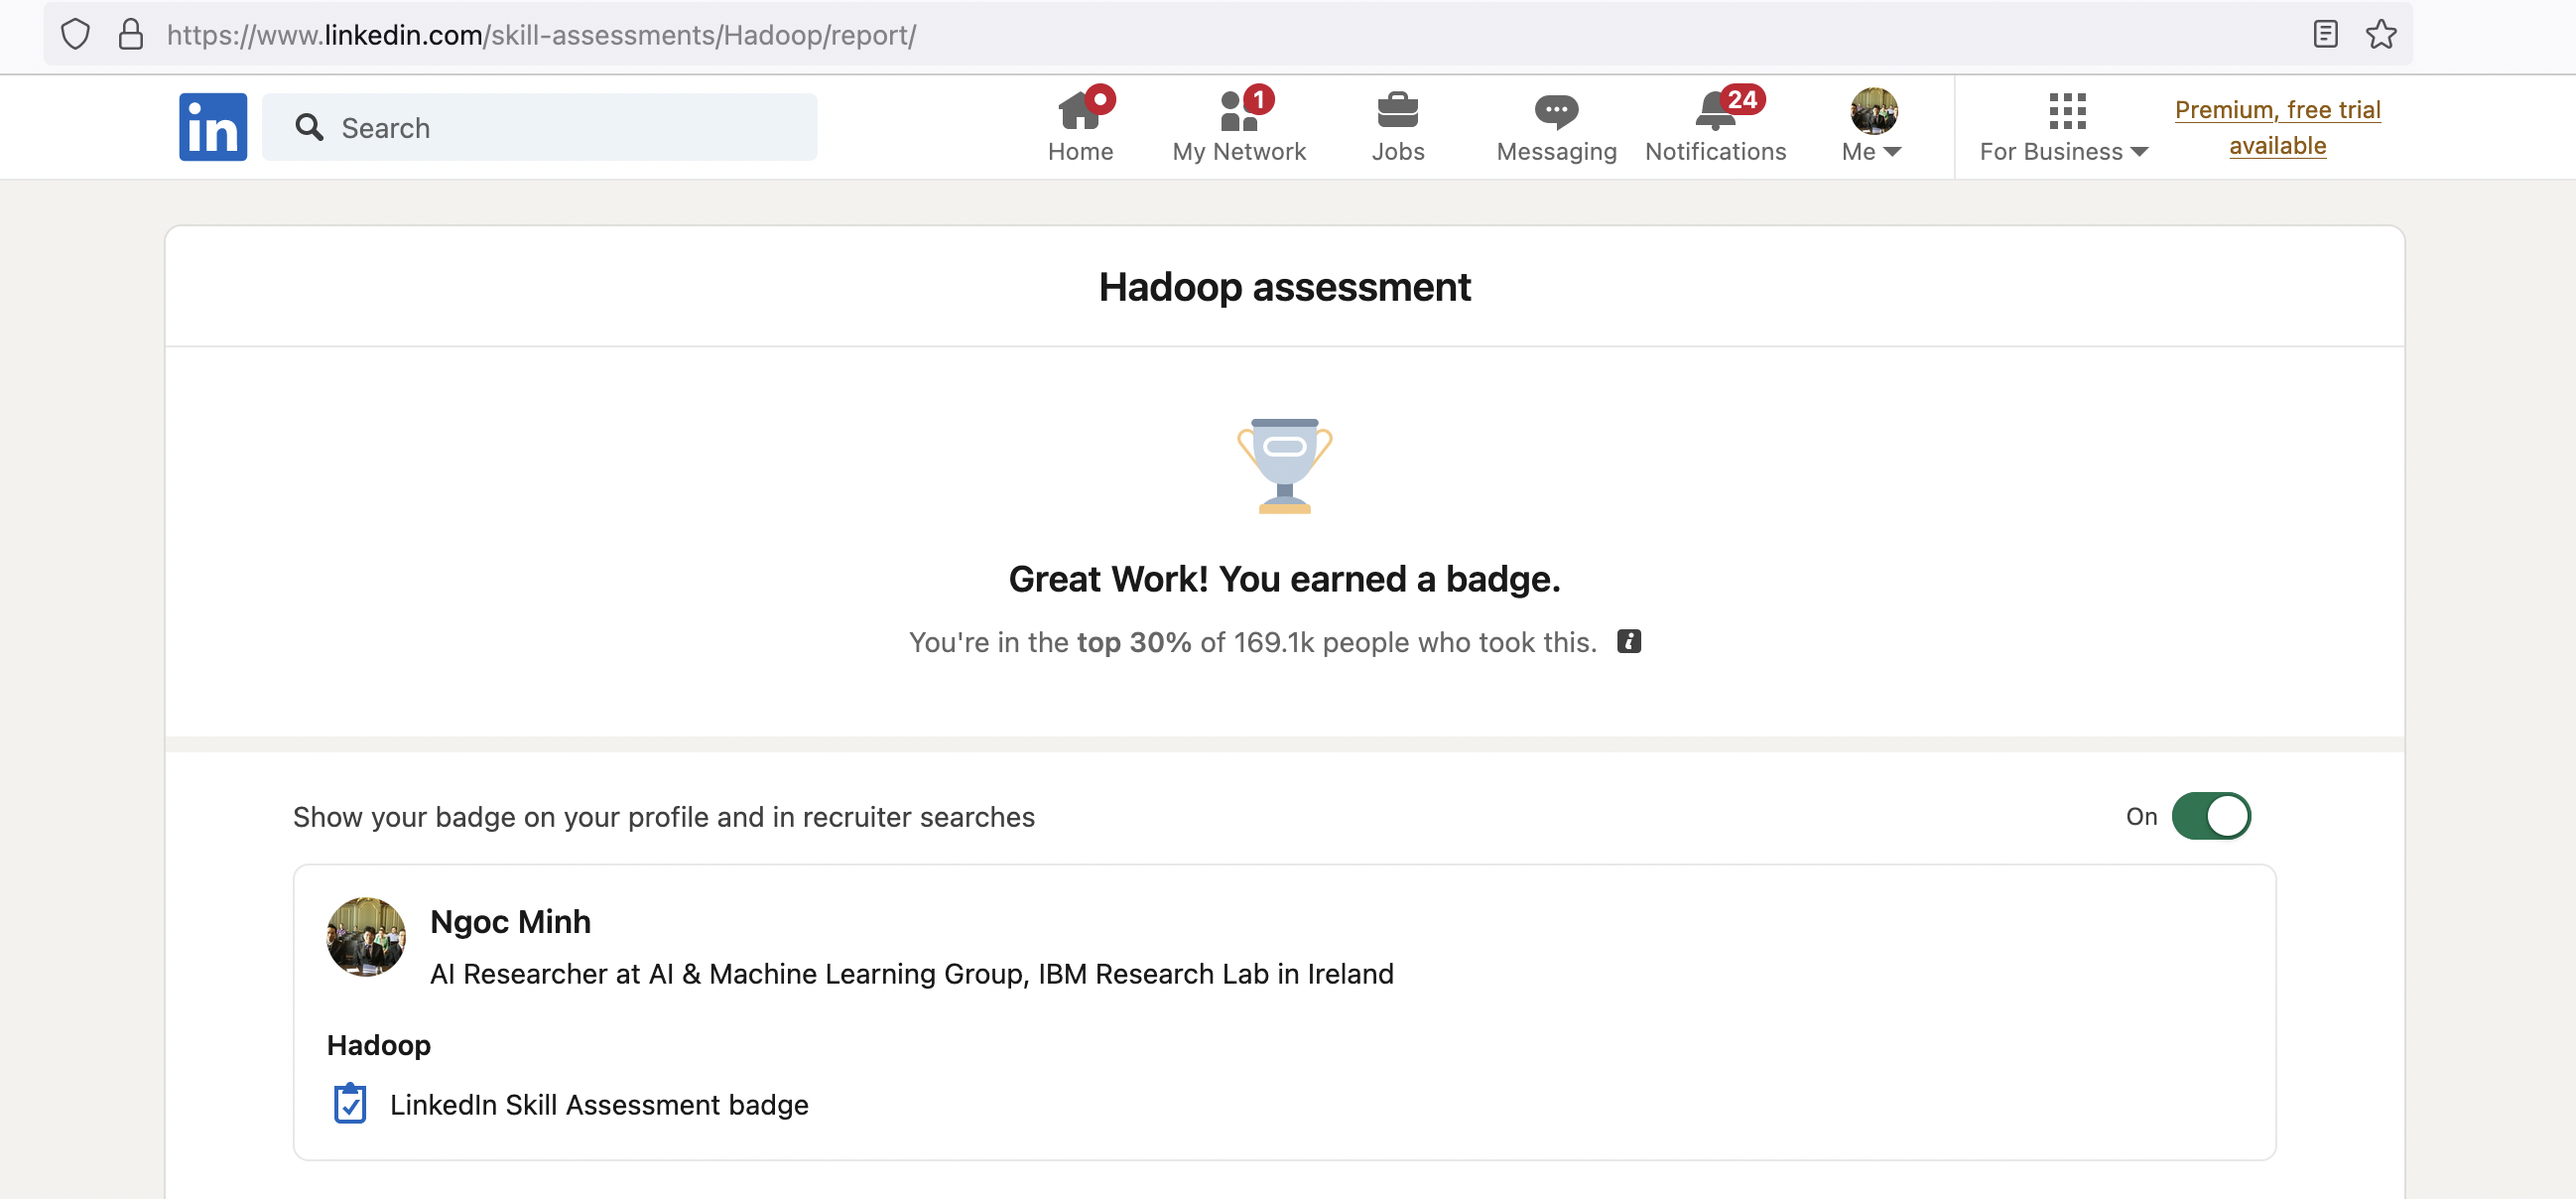 https://www.linkedin.com/skill-assessments/Hadoop/report/
in
Search
Home
1
My Network
Jobs
Messaging
24
Notifications
Me
For Business
Premium, free trial
available
Hadoop assessment
Great Work! You earned a badge.
You're in the top 30% of 169.1k people who took this. i
Show your badge on your profile and in recruiter searches
On
Ngoc Minh
AI Researcher at AI & Machine Learning Group, IBM Research Lab in Ireland
Hadoop
LinkedIn Skill Assessment badge